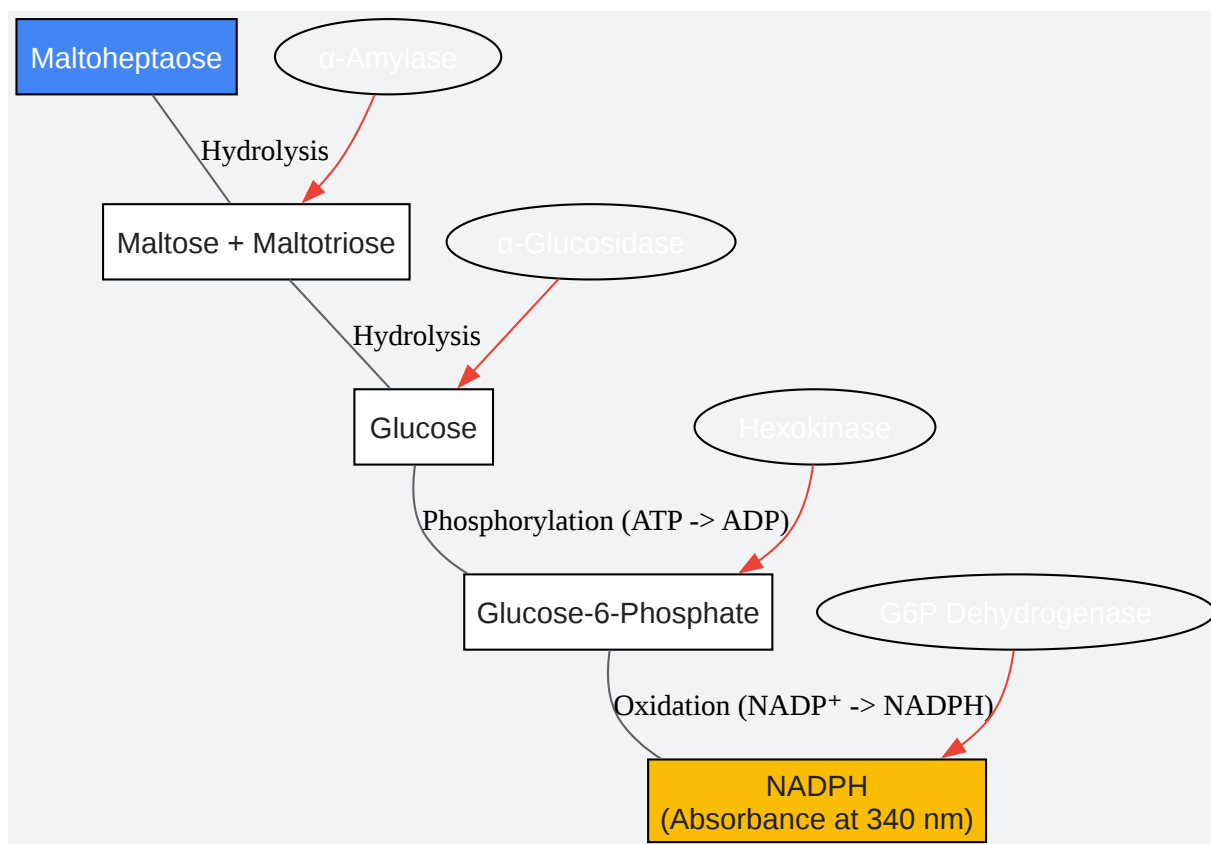 Maltoheptaose
α-Amylase
Hydrolysis
Maltose + Maltotriose
α-Glucosidase
Hydrolysis
Glucose
Hexokinase
Phosphorylation (ATP -> ADP)
Glucose-6-Phosphate
G6P Dehydrogenase
Oxidation (NADP⁺ -> NADPH)
NADPH
(Absorbance at 340 nm)